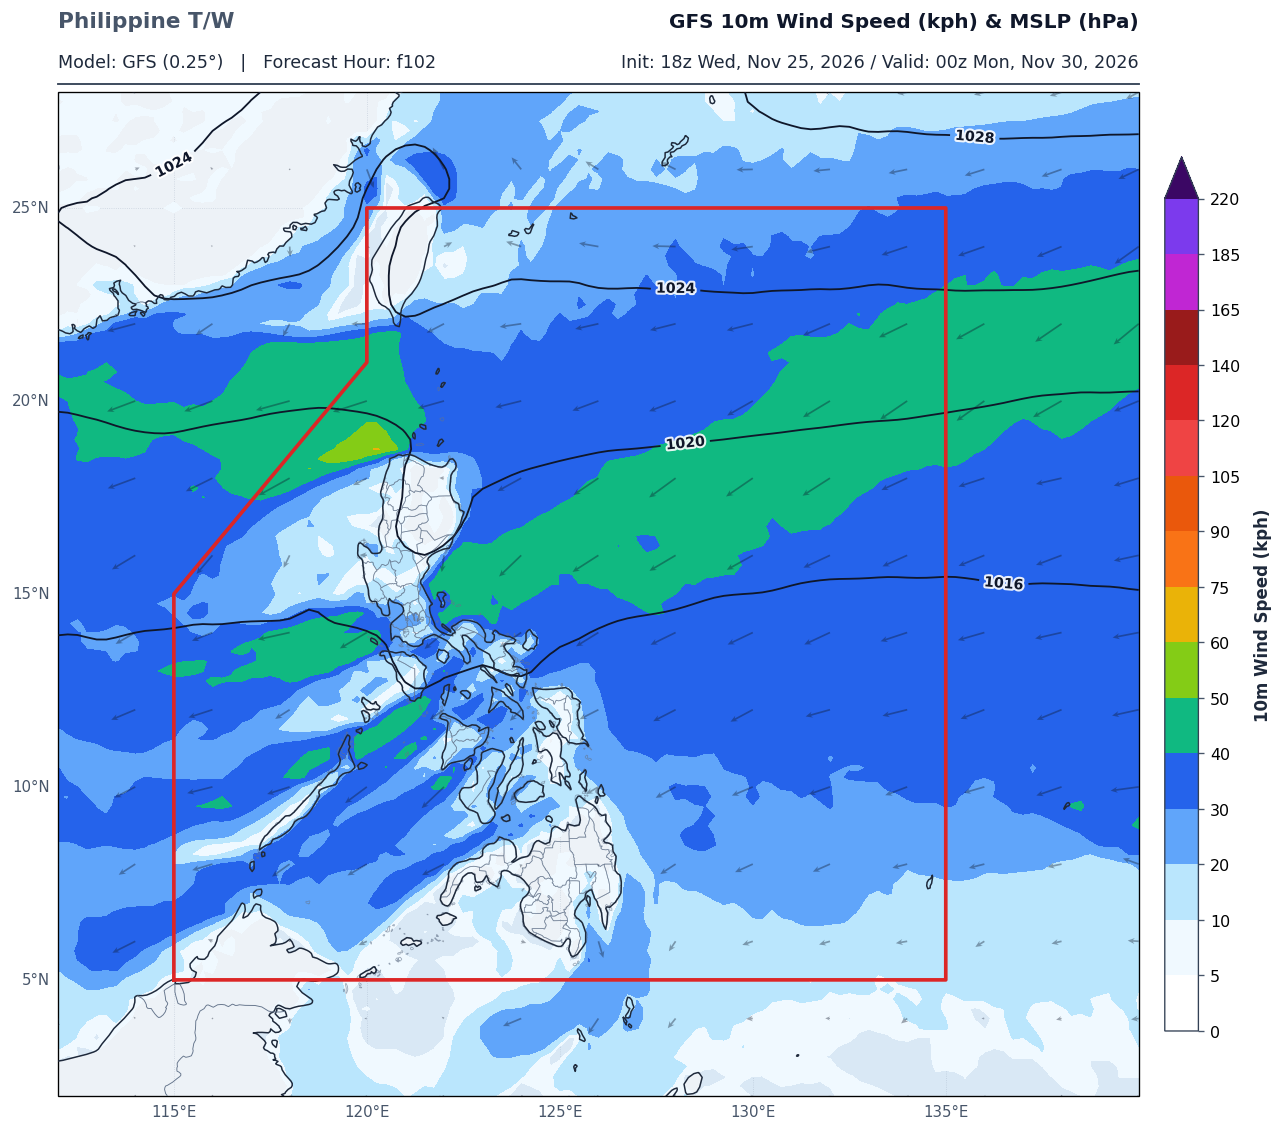 Philippine T/W
GFS 10m Wind Speed (kph) & MSLP (hPa)
Model: GFS (0.25°) | Forecast Hour: f102
Init: 18z Wed, Nov 25, 2026 / Valid: 00z Mon, Nov 30, 2026
1024
1028
1024
1020
1016
25°N
20°N
15°N
10°N
5°N
115°E
120°E
125°E
130°E
135°E
220
185
165
140
120
105
90
75
60
50
40
30
20
10
5
0
10m Wind Speed (kph)